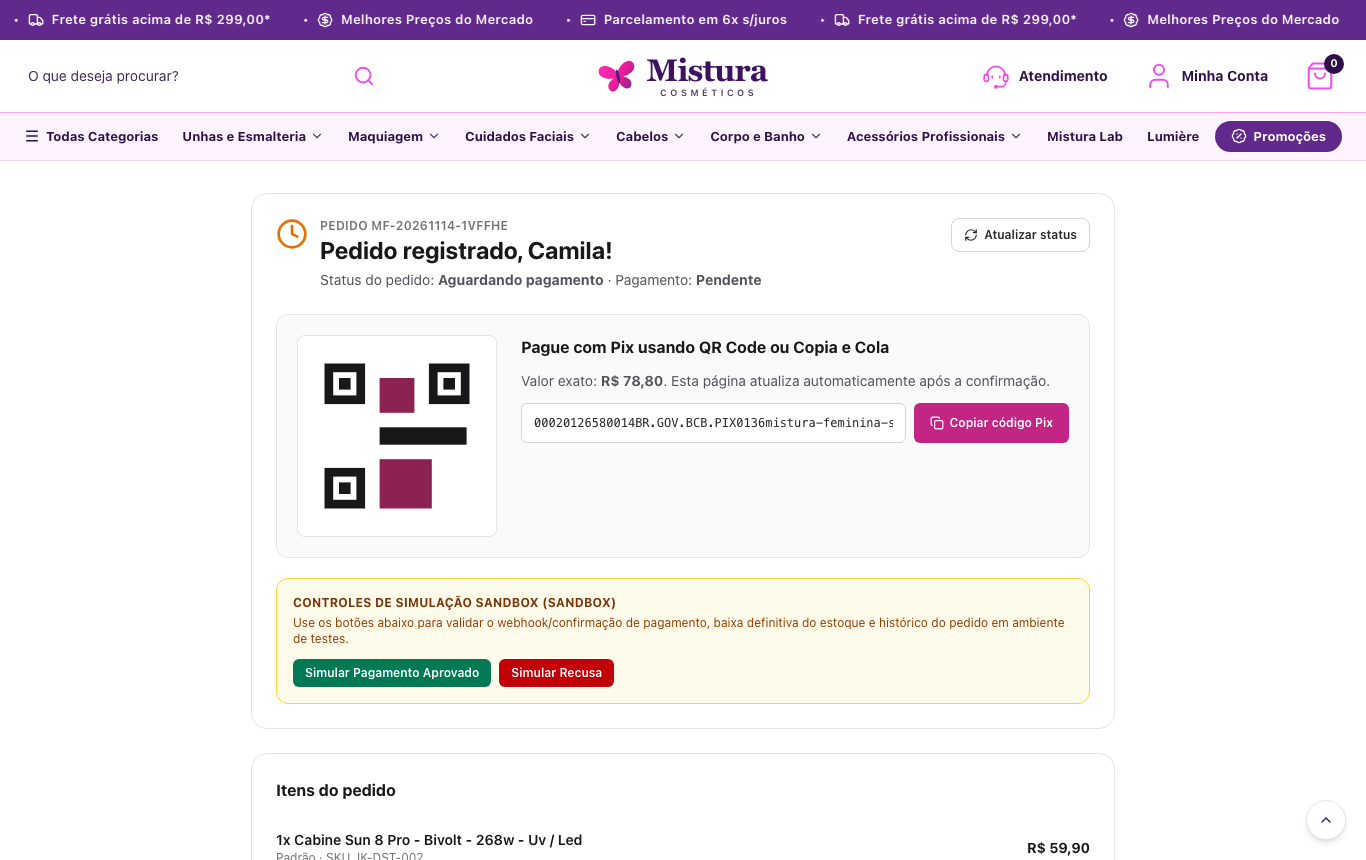 • Frete grátis acima de R$ 299,00* • Melhores Preços do Mercado • Parcelamento em 6x s/juros • Frete grátis acima de R$ 299,00* • Melhores Preços do Mercado
O que deseja procurar?
Mistura
COSMÉTICOS
Atendimento
Minha Conta
0
Todas Categorias Unhas e Esmalteria Maquiagem Cuidados Faciais Cabelos Corpo e Banho Acessórios Profissionais Mistura Lab Lumière Promoções
PEDIDO MF-20261114-1VFFHE
Pedido registrado, Camila!
Status do pedido: Aguardando pagamento · Pagamento: Pendente
Atualizar status
Pague com Pix usando QR Code ou Copia e Cola
Valor exato: R$ 78,80. Esta página atualiza automaticamente após a confirmação.
00020126580014BR.GOV.BCB.PIX0136mistura-feminina-s
Copiar código Pix
CONTROLES DE SIMULAÇÃO SANDBOX (SANDBOX)
Use os botões abaixo para validar o webhook/confirmação de pagamento, baixa definitiva do estoque e histórico do pedido em ambiente
de testes.
Simular Pagamento Aprovado Simular Recusa
Itens do pedido
1x Cabine Sun 8 Pro - Bivolt - 268w - Uv / Led
Padrão · SKU JK-DST-002
R$ 59,90